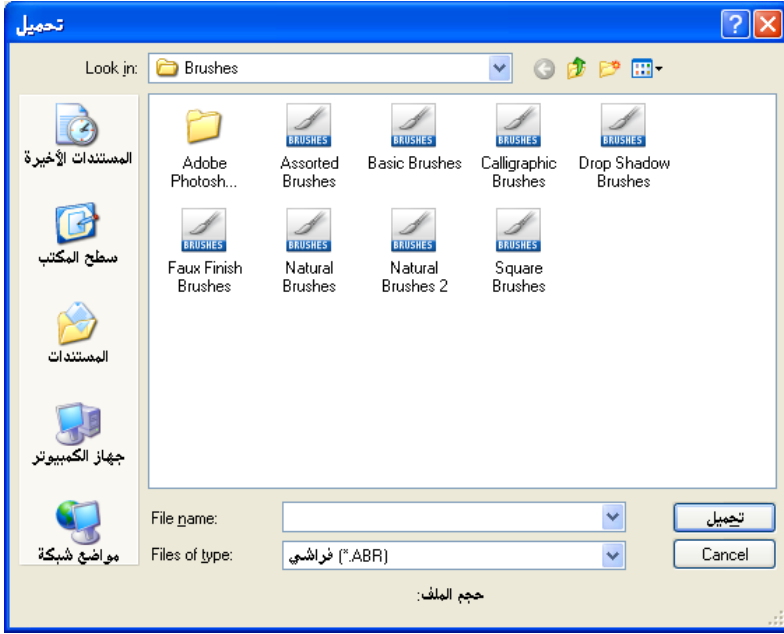 تحميل
Look in: Brushes
المستندات الأخيرة
سطح المكتب
المستندات
جهاز الكمبيوتر
مواضع شبكة
Adobe Photosh...
BRUSHES
Assorted Brushes
BRUSHES
Basic Brushes
BRUSHES
Calligraphic Brushes
BRUSHES
Drop Shadow Brushes
BRUSHES
Faux Finish Brushes
BRUSHES
Natural Brushes
BRUSHES
Natural Brushes 2
BRUSHES
Square Brushes
File name:
تحميل
Files of type: فراشي (*.ABR)
Cancel
حجم الملف: